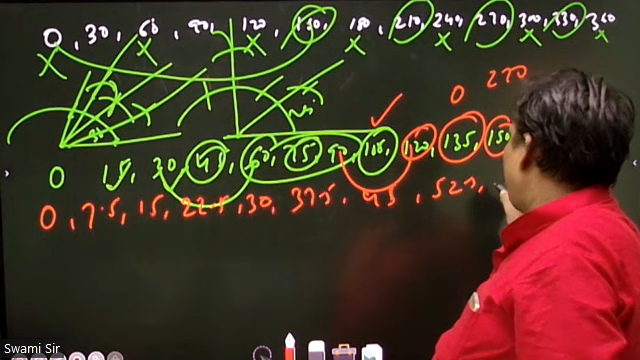 0, 30, 60, 90, 120, 150, 180, 210, 240, 270, 300, 330, 360
0 270
0 15, 30, 45, 60, 75, 90, 105, 120, 135, 150
0, 7.5, 15, 22.5, 30, 37.5, 45, 52.5,
Swami Sir